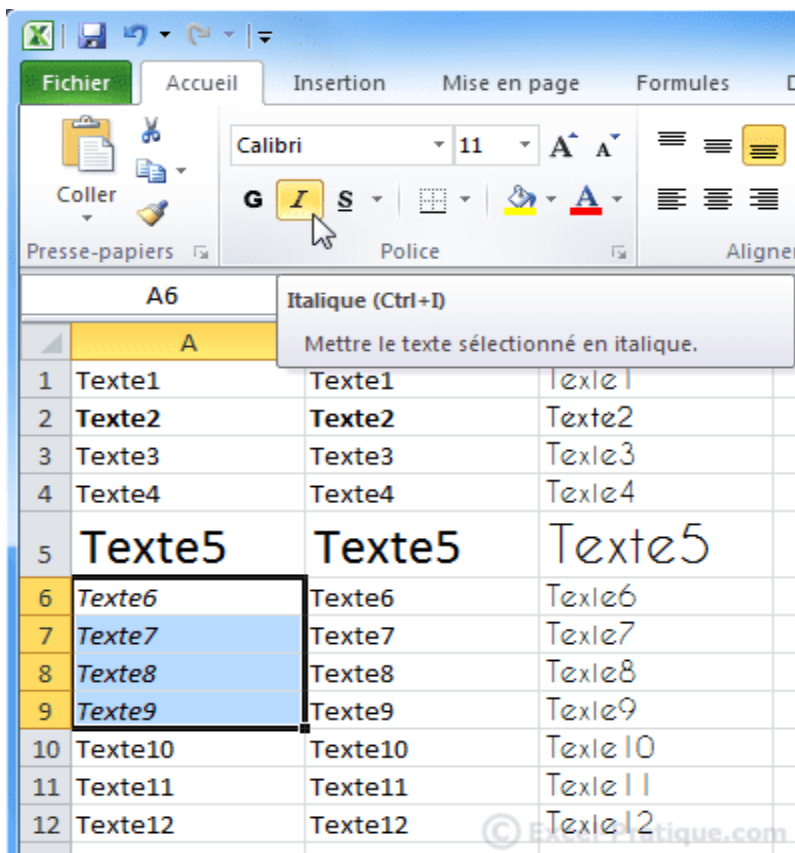 Fichier Accueil Insertion Mise en page Formules
Calibri 11 A A
Coller G I S A
Presse-papiers Police
A6
Italique (Ctrl+I)
Mettre le texte sélectionné en italique.
A
1 Texte1 Texte1 Texte1
2 Texte2 Texte2 Texte2
3 Texte3 Texte3 Texte3
4 Texte4 Texte4 Texte4
5 Texte5 Texte5 Texte5
6 Texte6 Texte6 Texte6
7 Texte7 Texte7 Texte7
8 Texte8 Texte8 Texte8
9 Texte9 Texte9 Texte9
10 Texte10 Texte10 Texte10
11 Texte11 Texte11 Texte11
12 Texte12 Texte12 Texte12
© Excel-Pratique.com